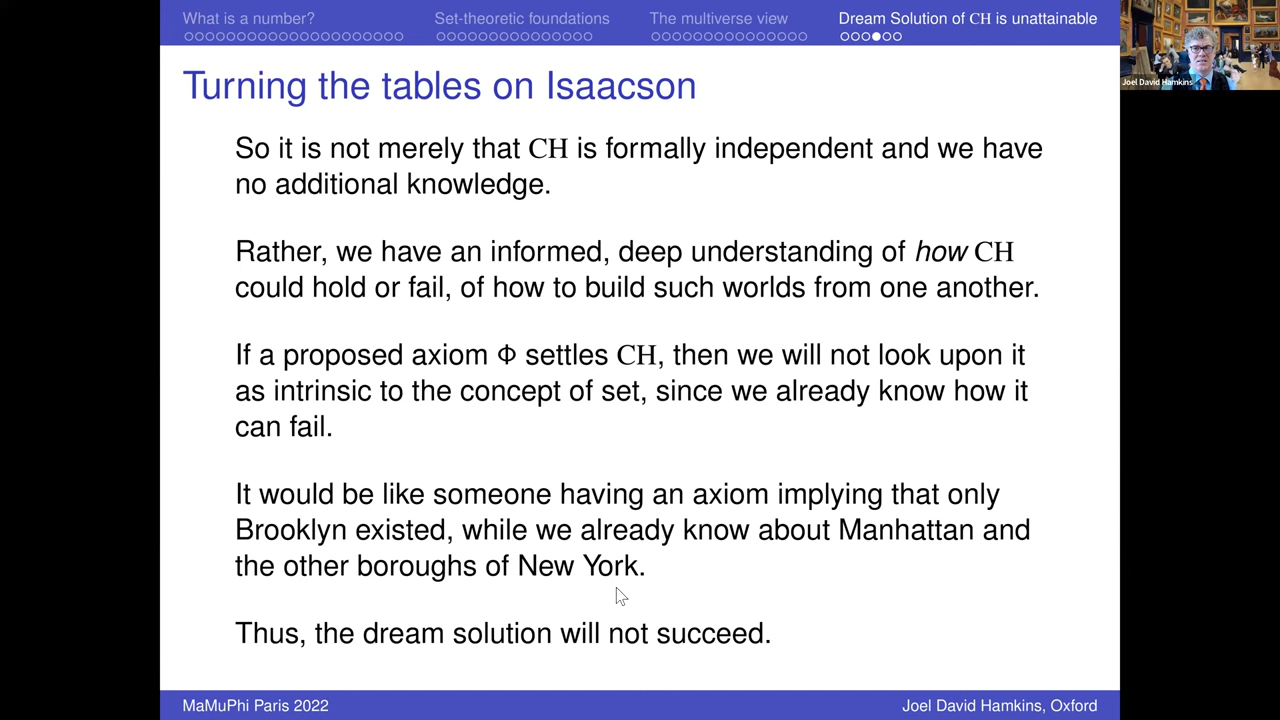 What is a number? Set-theoretic foundations The multiverse view Dream Solution of CH is unattainable
Joel David Hamkins
Turning the tables on Isaacson
So it is not merely that CH is formally independent and we have
no additional knowledge.
Rather, we have an informed, deep understanding of how CH
could hold or fail, of how to build such worlds from one another.
If a proposed axiom Φ settles CH, then we will not look upon it
as intrinsic to the concept of set, since we already know how it
can fail.
It would be like someone having an axiom implying that only
Brooklyn existed, while we already know about Manhattan and
the other boroughs of New York.
Thus, the dream solution will not succeed.
MaMuPhi Paris 2022 Joel David Hamkins, Oxford